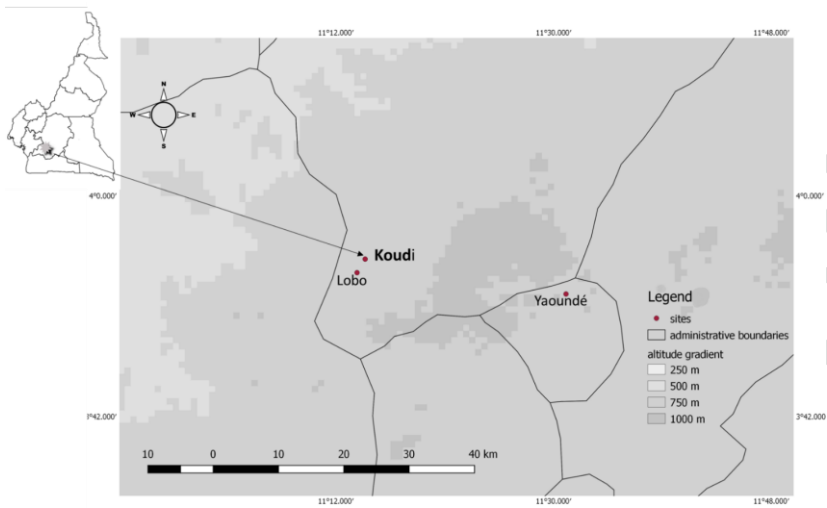 11°12.000'
11°30.000'
11°48.000'
N
W
E
S
4°0.000'
4°0.000'
Koudi
Lobo
Yaoundé
Legend
sites
administrative boundaries
altitude gradient
250 m
500 m
750 m
1000 m
3°42.000'
3°42.000'
10
0
10
22
30
40 km
11°12.000'
11°30.000'
11°48.000'